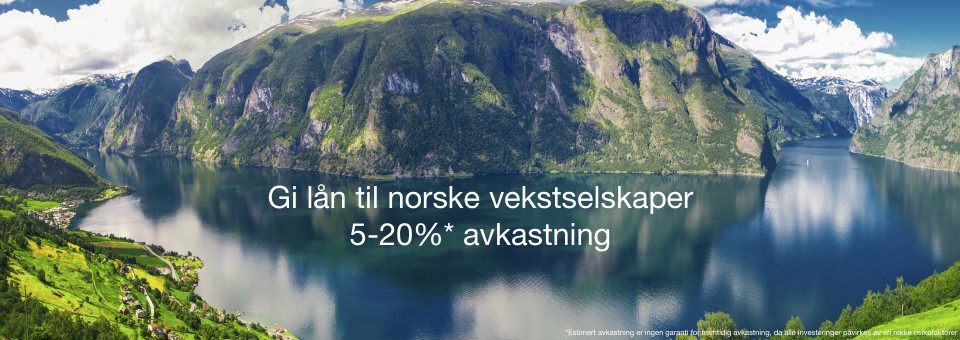 Gi lån til norske vekstselskaper
5-20%* avkastning
*Estimert avkastning er ingen garanti for fremtidig avkastning, da alle investeringer påvirkes av en rekke risikofaktorer